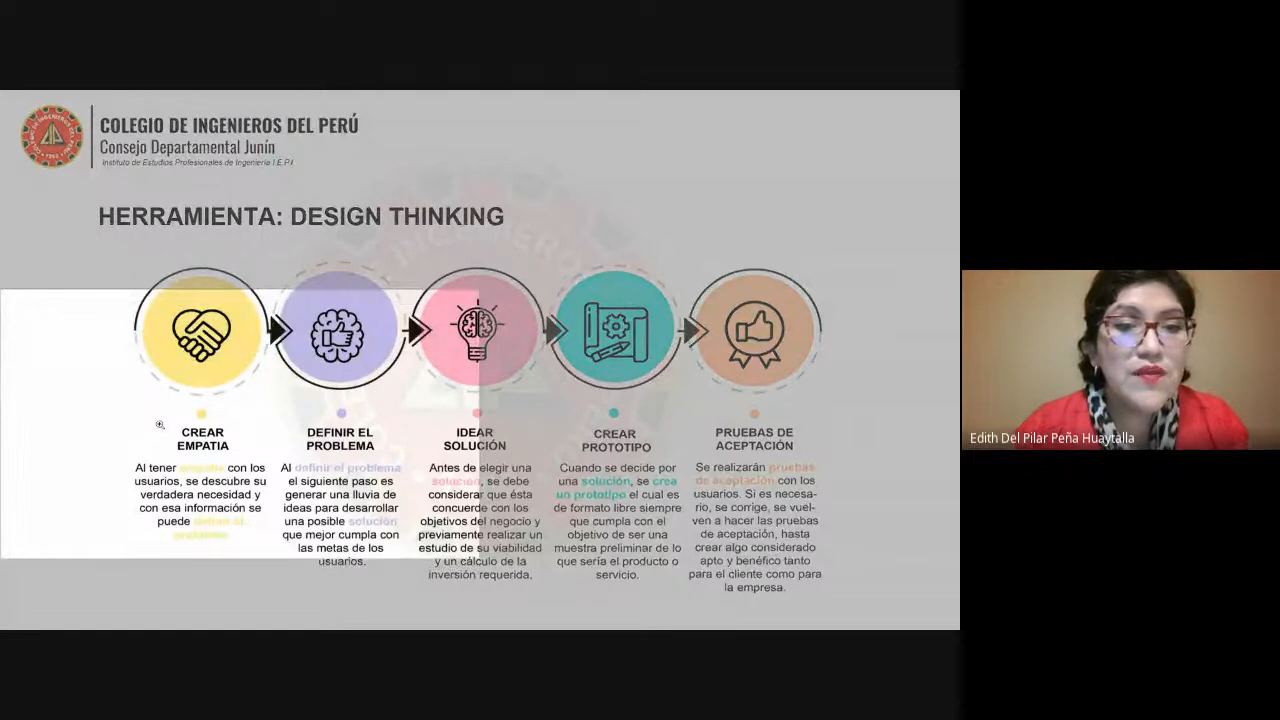 COLEGIO DE INGENIEROS DEL PERÚ
Consejo Departamental Junín
Instituto de Estudios Profesionales de Ingeniería I.E.P.I
HERRAMIENTA: DESIGN THINKING
CREAR
EMPATIA
Al tener empatía con los
usuarios, se descubre su
verdadera necesidad y
con esa información se
puede definir el
problema.
DEFINIR EL
PROBLEMA
Al definir el problema
el siguiente paso es
generar una lluvia de
ideas para desarrollar
una posible solución
que mejor cumpla con
las metas de los
usuarios.
IDEAR
SOLUCIÓN
Antes de elegir una
solución, se debe
considerar que ésta
concuerde con los
objetivos del negocio y
previamente realizar un
estudio de su viabilidad
y un cálculo de la
inversión requerida.
CREAR
PROTOTIPO
Cuando se decide por
una solución, se crea
un prototipo el cual es
de formato libre siempre
que cumpla con el
objetivo de ser una
muestra preliminar de lo
que sería el producto o
servicio.
PRUEBAS DE
ACEPTACIÓN
Se realizarán pruebas
de aceptación con los
usuarios. Si es necesa-
rio, se corrige, se vuel-
ven a hacer las pruebas
de aceptación, hasta
crear algo considerado
apto y benéfico tanto
para el cliente como para
la empresa.
Edith Del Pilar Peña Huaytalla